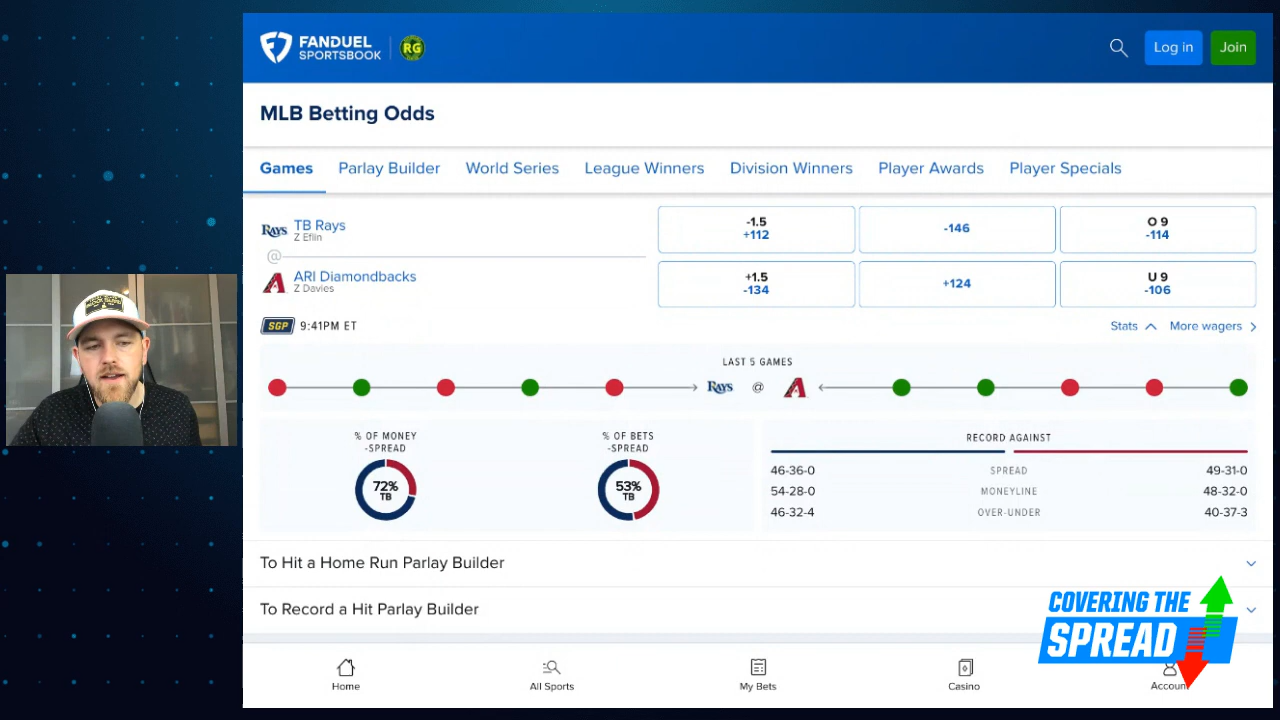 FANDUEL
SPORTSBOOK
RG
Log in
Join
MLB Betting Odds
Games
Parlay Builder
World Series
League Winners
Division Winners
Player Awards
Player Specials
RAYS
TB Rays
Z Eflin
-1.5
+112
-146
O 9
-114
@
ARI Diamondbacks
Z Davies
+1.5
-134
+124
U 9
-106
SGP
9:41PM ET
Stats
More wagers
LAST 5 GAMES
RAYS
@
% OF MONEY
-SPREAD
72%
TB
% OF BETS
-SPREAD
53%
TB
RECORD AGAINST
46-36-0
SPREAD
49-31-0
54-28-0
MONEYLINE
48-32-0
46-32-4
OVER-UNDER
40-37-3
To Hit a Home Run Parlay Builder
To Record a Hit Parlay Builder
COVERING THE
SPREAD
Home
All Sports
My Bets
Casino
Account